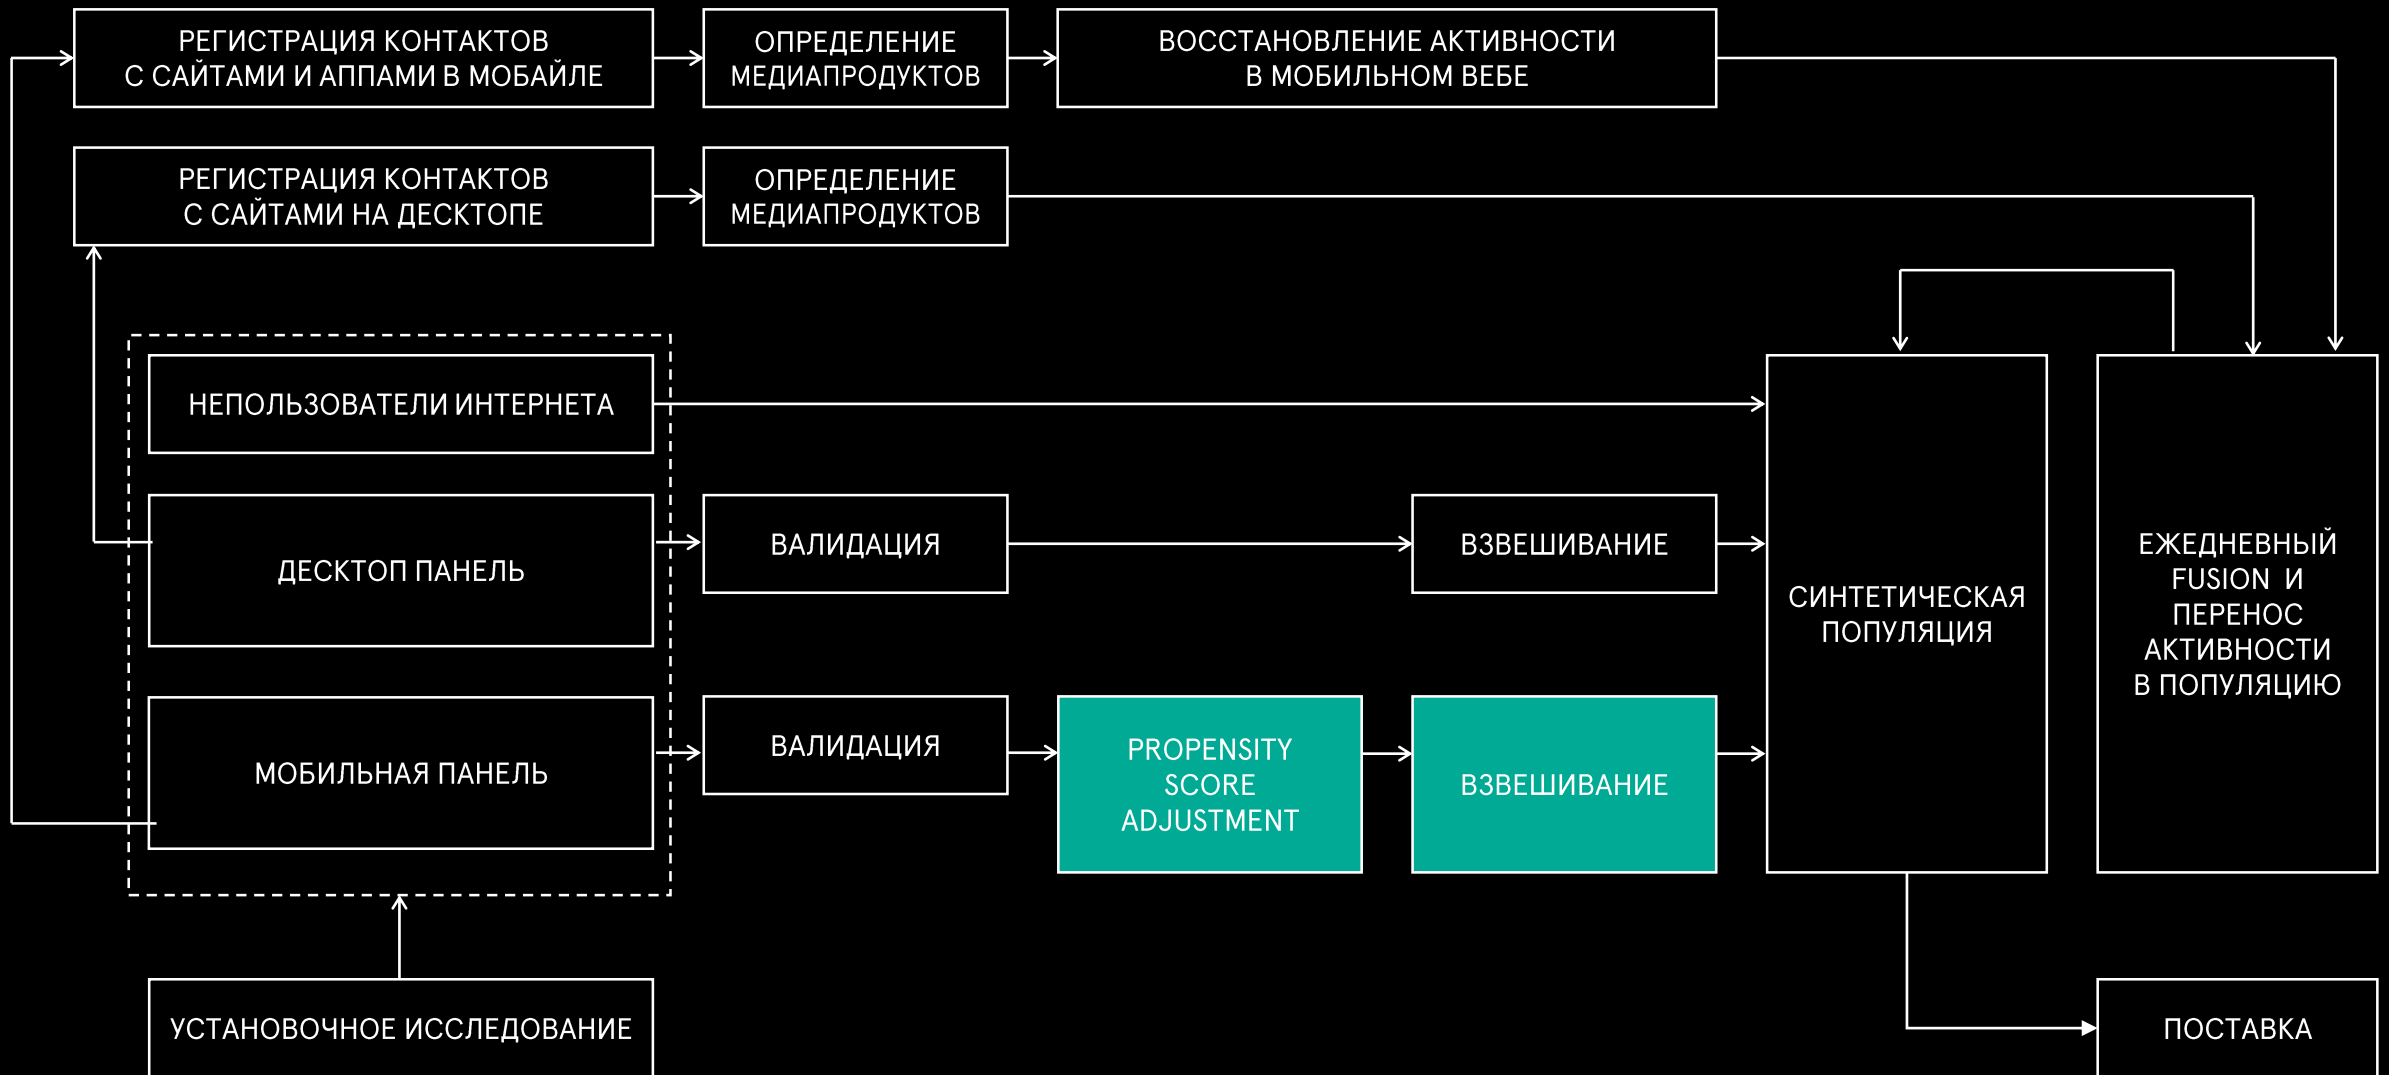 РЕГИСТРАЦИЯ КОНТАКТОВ
С САЙТАМИ И АППАМИ В МОБАЙЛЕ
ОПРЕДЕЛЕНИЕ
МЕДИАПРОДУКТОВ
ВОССТАНОВЛЕНИЕ АКТИВНОСТИ
В МОБИЛЬНОМ ВЕБЕ
РЕГИСТРАЦИЯ КОНТАКТОВ
С САЙТАМИ НА ДЕСКТОПЕ
ОПРЕДЕЛЕНИЕ
МЕДИАПРОДУКТОВ
НЕПОЛЬЗОВАТЕЛИ ИНТЕРНЕТА
ДЕСКТОП ПАНЕЛЬ
ВАЛИДАЦИЯ
ВЗВЕШИВАНИЕ
МОБИЛЬНАЯ ПАНЕЛЬ
ВАЛИДАЦИЯ
PROPENSITY
SCORE
ADJUSTMENT
ВЗВЕШИВАНИЕ
СИНТЕТИЧЕСКАЯ
ПОПУЛЯЦИЯ
ЕЖЕДНЕВНЫЙ
FUSION И
ПЕРЕНОС
АКТИВНОСТИ
В ПОПУЛЯЦИЮ
УСТАНОВОЧНОЕ ИССЛЕДОВАНИЕ
ПОСТАВКА